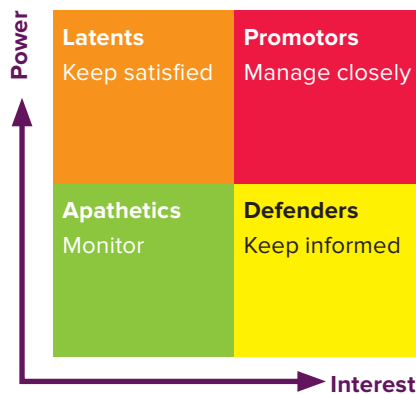 Power
Latents
Keep satisfied
Promotors
Manage closely
Apathetics
Monitor
Defenders
Keep informed
Interest